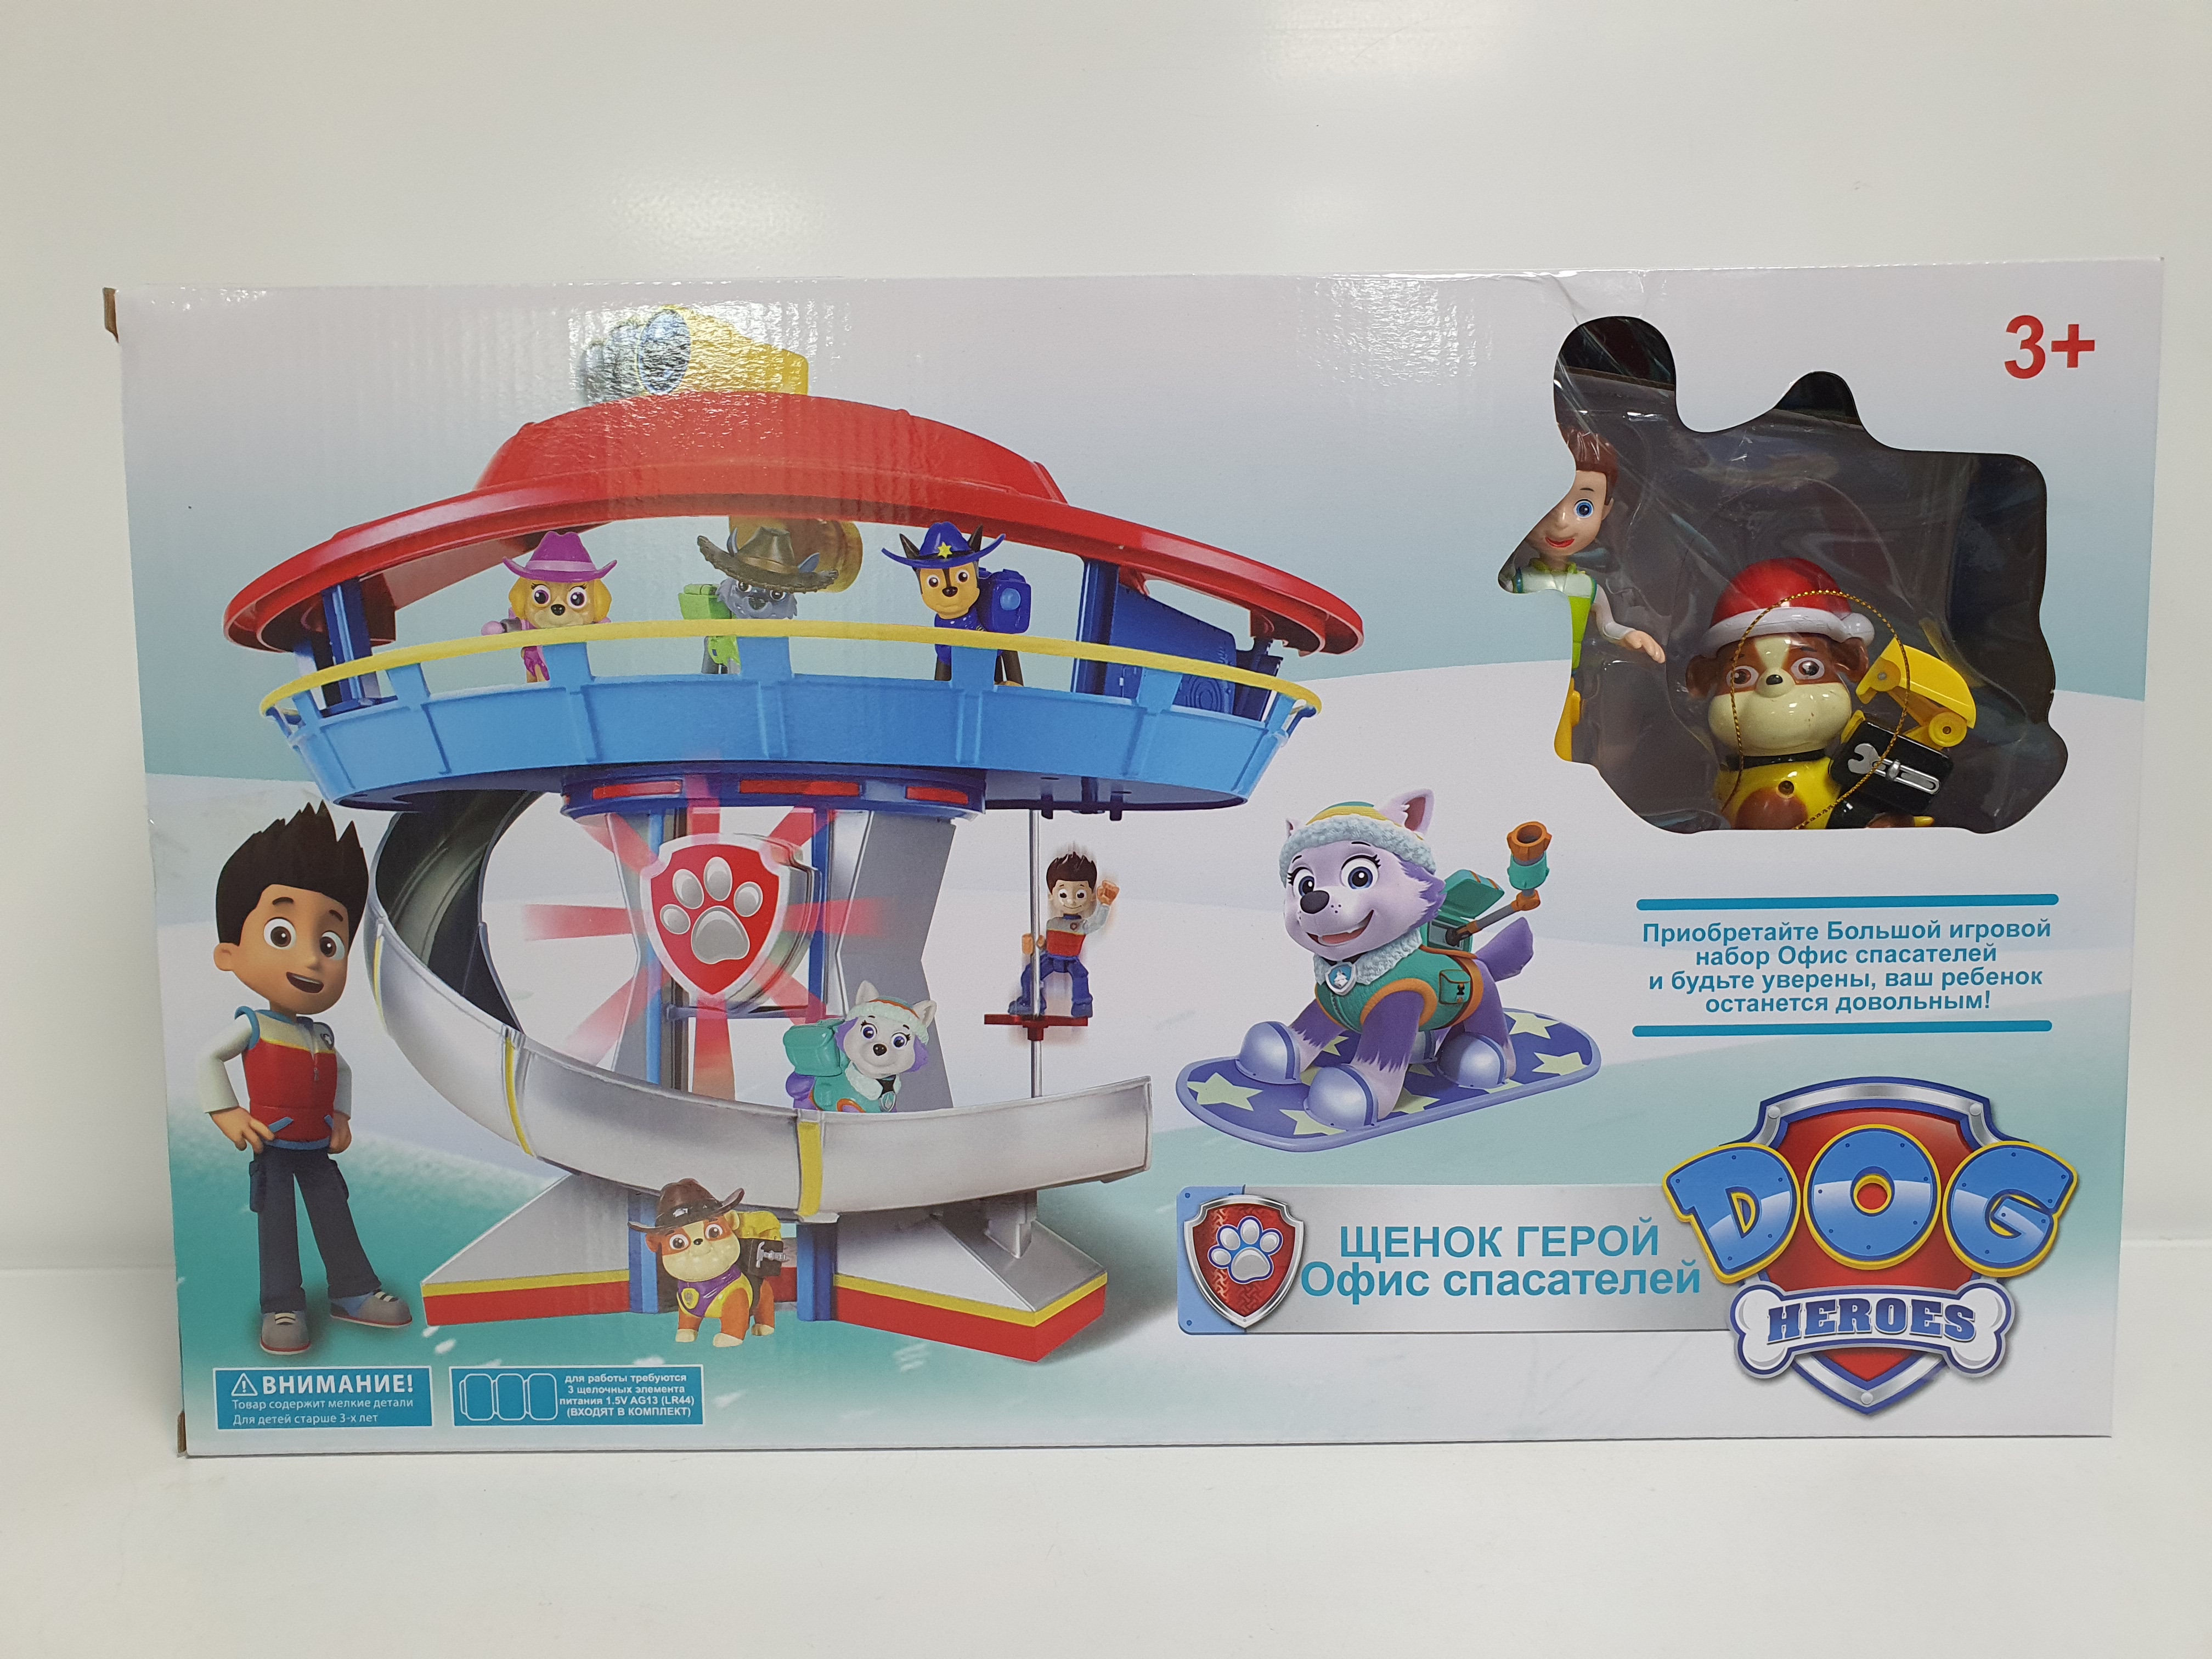 3+
Приобретайте Большой игровой
набор Офис спасателей
и будьте уверены, ваш ребенок
останется довольным!
ЩЕНОК ГЕРОЙ
Офис спасателей
DOG
HEROES
ВНИМАНИЕ!
Товар содержит мелкие детали
Для детей старше 3-х лет
для работы требуются
3 щелочных элемента
питания 1.5V AG13 (LR44)
(ВХОДЯТ В КОМПЛЕКТ)